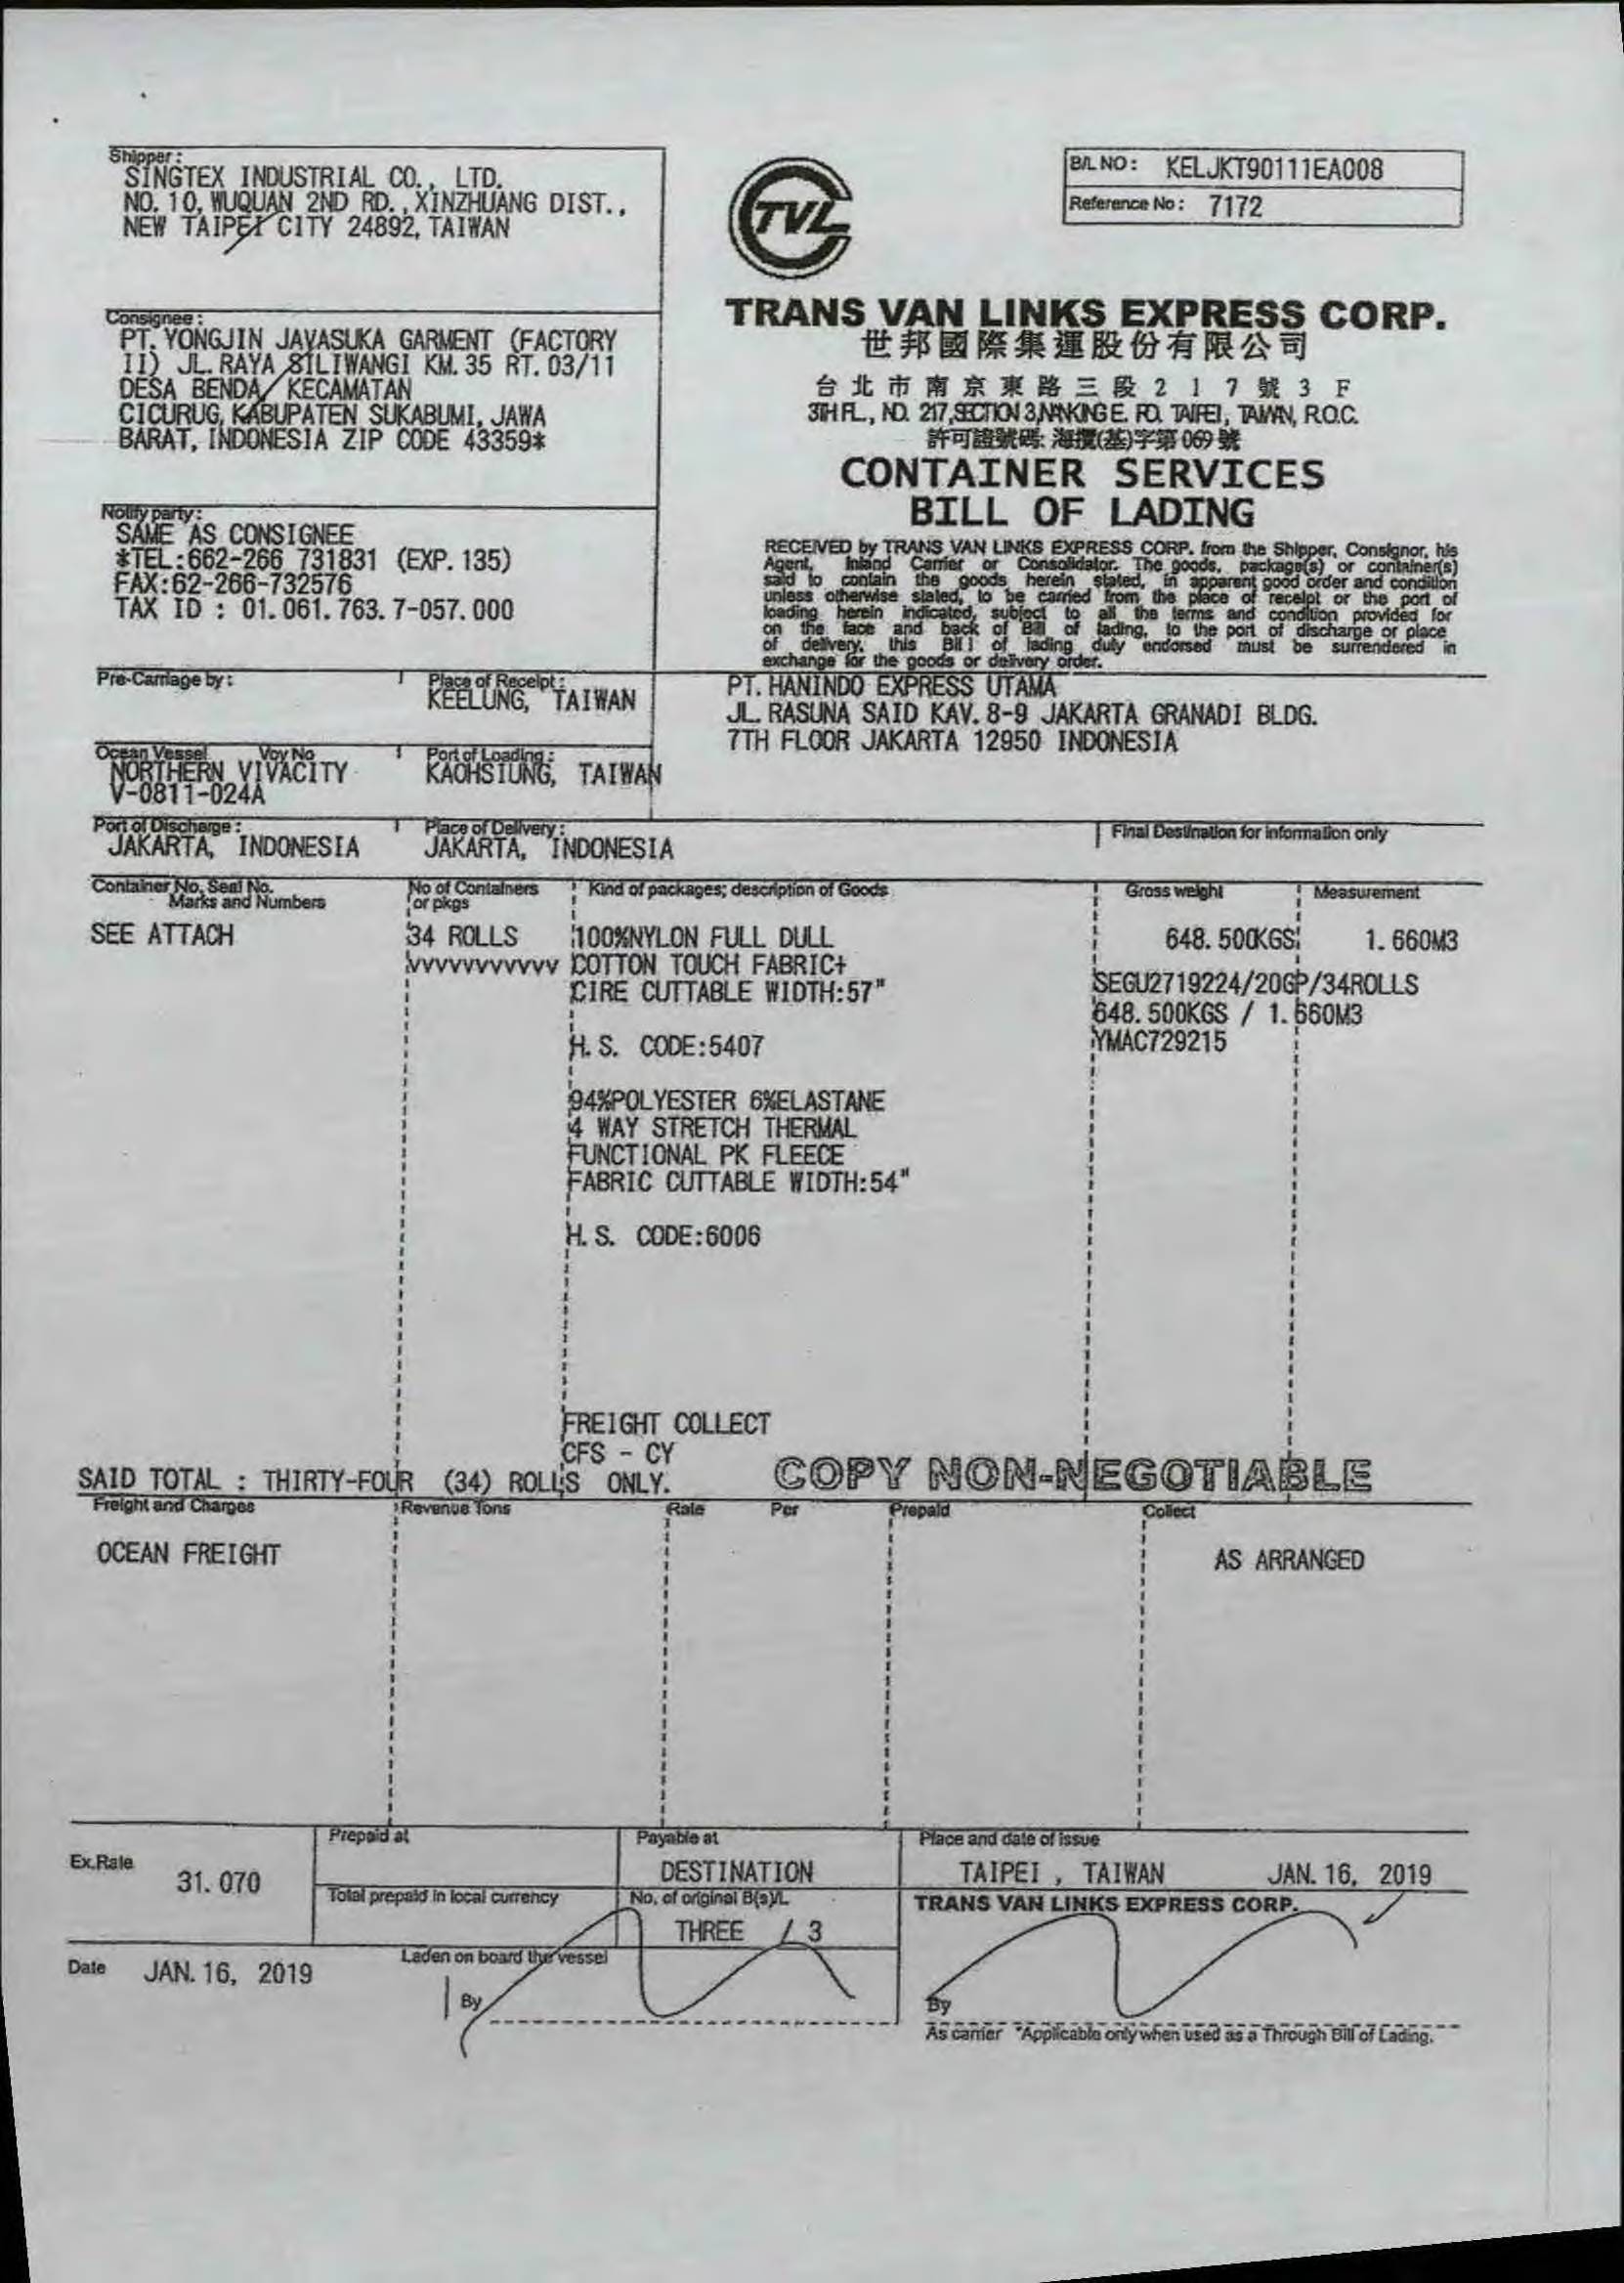 Shipper:
SINGTEX INDUSTRIAL CO., LTD.
NO. 10, WUQUAN 2ND RD., XINZHUANG DIST.,
NEW TAIPEI CITY 24892, TAIWAN
B/L NO: KELJKT90111EA008
Reference No: 7172
TVL
Consignee:
PT. YONGJIN JAVASUKA GARMENT (FACTORY
II) JL. RAYA SILIWANGI KM. 35 RT. 03/11
DESA BENDA KECAMATAN
CICURUG, KABUPATEN SUKABUMI, JAWA
BARAT, INDONESIA ZIP CODE 43359*
TRANS VAN LINKS EXPRESS CORP.
世邦國際集運股份有限公司
台北市南京東路三段217號3F
3TH FL., NO. 217, SECTION 3, NANKING E. RD. TAIPEI, TAIWAN, R.O.C.
許可證號碼: 海攬(基)字第069號
CONTAINER SERVICES
BILL OF LADING
Notify party:
SAME AS CONSIGNEE
*TEL:662-266 731831 (EXP. 135)
FAX:62-266-732576
TAX ID : 01.061.763.7-057.000
RECEIVED by TRANS VAN LINKS EXPRESS CORP. from the Shipper, Consignor, his
Agent, Inland Carrier or Consolidator. The goods, package(s) or container(s)
said to contain the goods herein stated, in apparent good order and condition
unless otherwise stated, to be carried from the place of receipt or the port of
loading herein indicated, subject to all the terms and condition provided for
on the face and back of Bill of lading, to the port of discharge or place
of delivery, this Bill of lading duly endorsed must be surrendered in
exchange for the goods or delivery order.
Pre-Carriage by:
Place of Receipt:
KEELUNG, TAIWAN
PT. HANINDO EXPRESS UTAMA
JL. RASUNA SAID KAV. 8-9 JAKARTA GRANADI BLDG.
7TH FLOOR JAKARTA 12950 INDONESIA
Ocean Vessel Voy No
NORTHERN VIVACITY
V-0811-024A
Port of Loading:
KAOHSIUNG, TAIWAN
Port of Discharge:
JAKARTA, INDONESIA
Place of Delivery:
JAKARTA, INDONESIA
Final Destination for information only
Container No, Seal No.
Marks and Numbers
No of Containers
or pkgs
Kind of packages; description of Goods
Gross weight
Measurement
SEE ATTACH
34 ROLLS
VVVVVVVVVVV
100%NYLON FULL DULL
COTTON TOUCH FABRIC+
CIRE CUTTABLE WIDTH:57"
H.S. CODE:5407
94%POLYESTER 6%ELASTANE
4 WAY STRETCH THERMAL
FUNCTIONAL PK FLEECE
FABRIC CUTTABLE WIDTH:54"
H.S. CODE:6006
648.500KGS 1.660M3
SEGU2719224/20GP/34ROLLS
648.500KGS / 1.660M3
YMAC729215
FREIGHT COLLECT
CFS - CY
SAID TOTAL : THIRTY-FOUR (34) ROLLS ONLY.
COPY NON-NEGOTIABLE
Freight and Charges
Revenue Tons
Rate
Per
Prepaid
Collect
OCEAN FREIGHT
AS ARRANGED
Ex.Rate 31.070
Prepaid at
Payable at
DESTINATION
Place and date of issue
TAIPEI , TAIWAN JAN. 16, 2019
Total prepaid in local currency
No. of original B(s)/L
THREE / 3
TRANS VAN LINKS EXPRESS CORP.
Date JAN. 16, 2019
Laden on board the vessel
By
By
As carrier *Applicable only when used as a Through Bill of Lading.